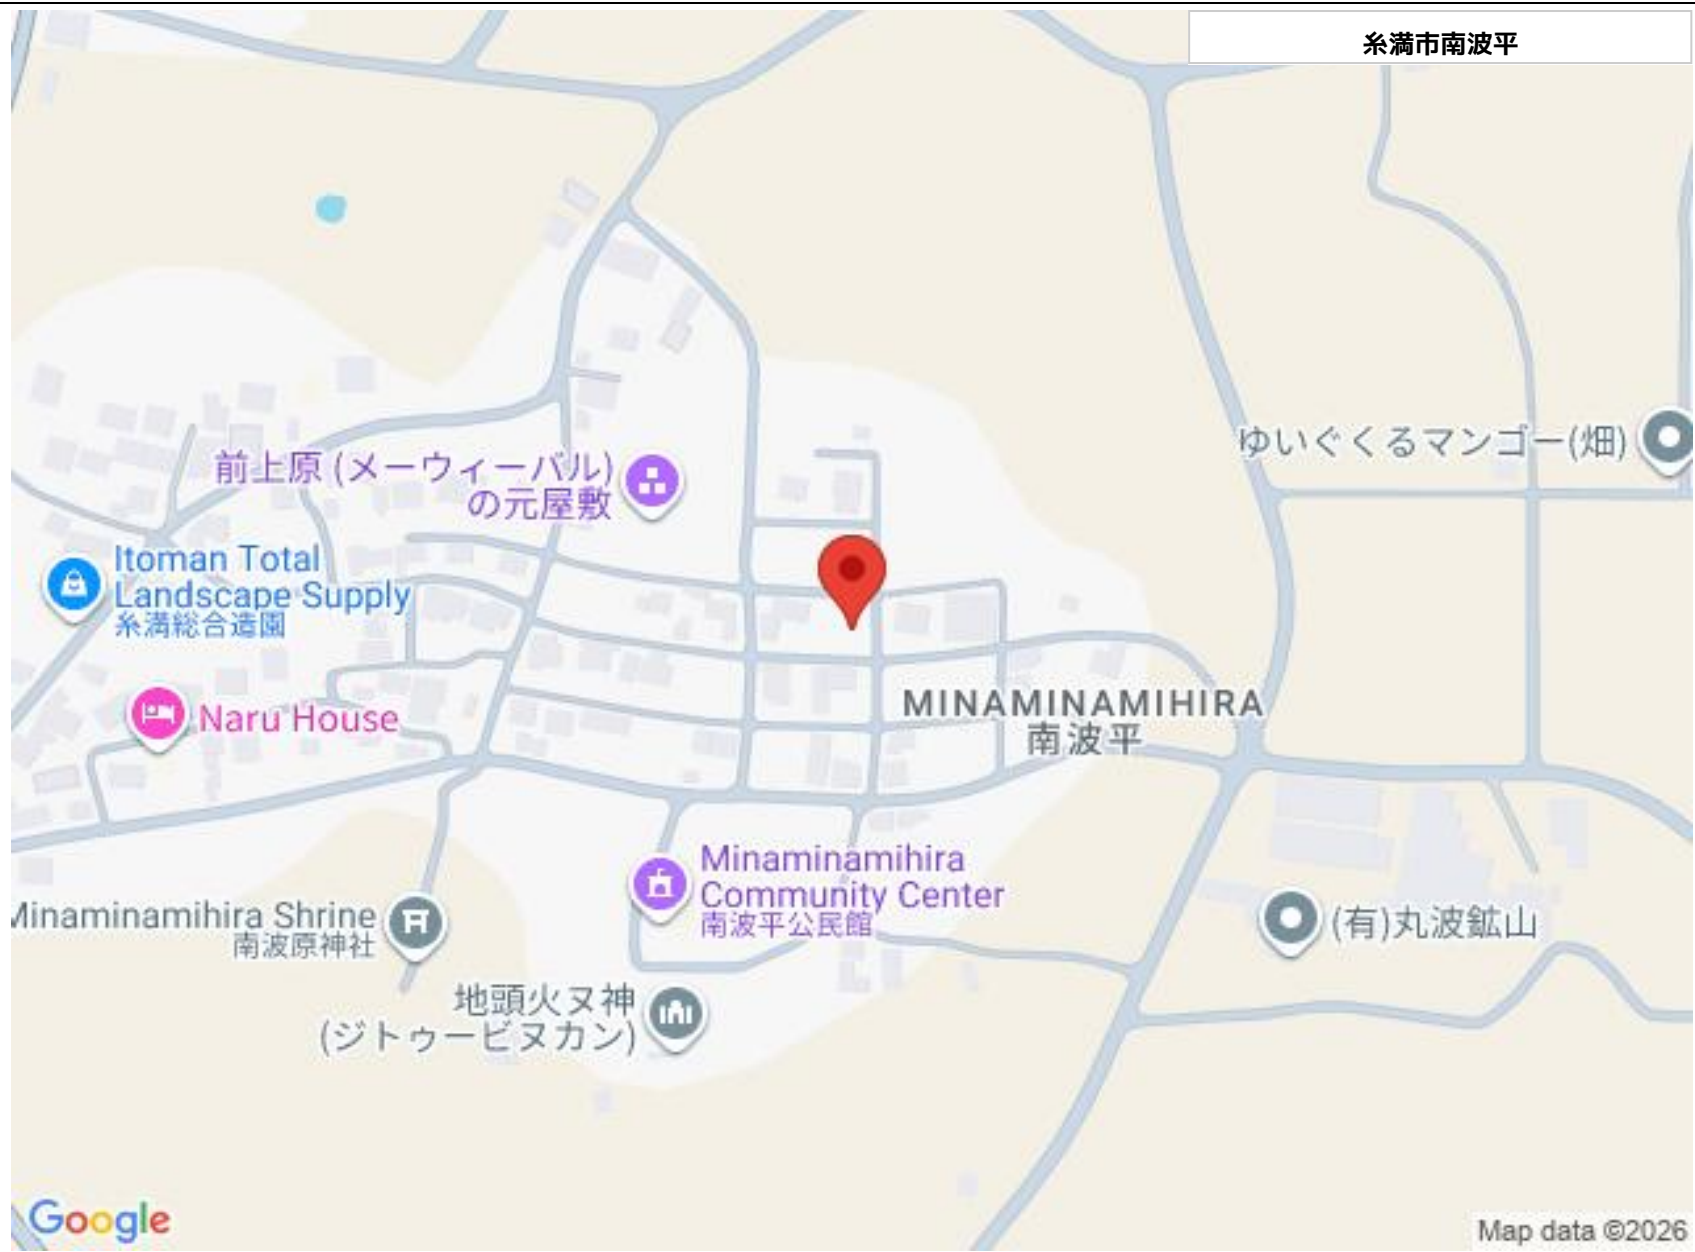 糸満市南波平
ゆいぐくるマンゴー(畑)
前上原 (メーウィーバル)
の元屋敷
Itoman Total
Landscape Supply
糸満総合造園
Naru House
MINAMINAMIHIRA
南波平
Minaminamihira
Community Center
南波平公民館
Minaminamihira Shrine
南波原神社
(有)丸波鉱山
地頭火ヌ神
(ジトゥービヌカン)
Google
Map data ©2026